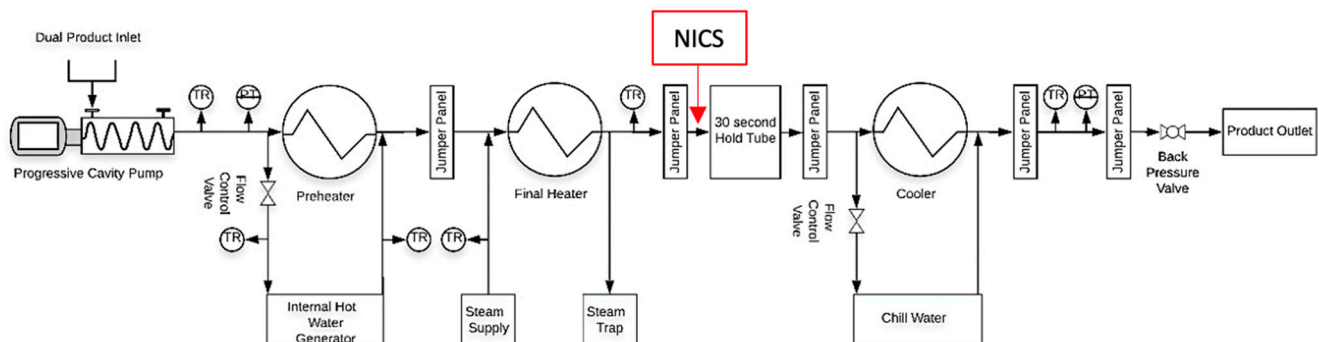 NICS
Dual Product Inlet
TR
PT
TR
TR
PT
Jumper Panel
Jumper Panel
30 second
Hold Tube
Jumper Panel
Jumper Panel
Jumper Panel
Product Outlet
Progressive Cavity Pump
Flow
Control
Valve
Preheater
Final Heater
Flow
Control
Valve
Cooler
Back
Pressure
Valve
TR
TR
TR
Internal Hot
Water
Generator
Steam
Supply
Steam
Trap
Chill Water